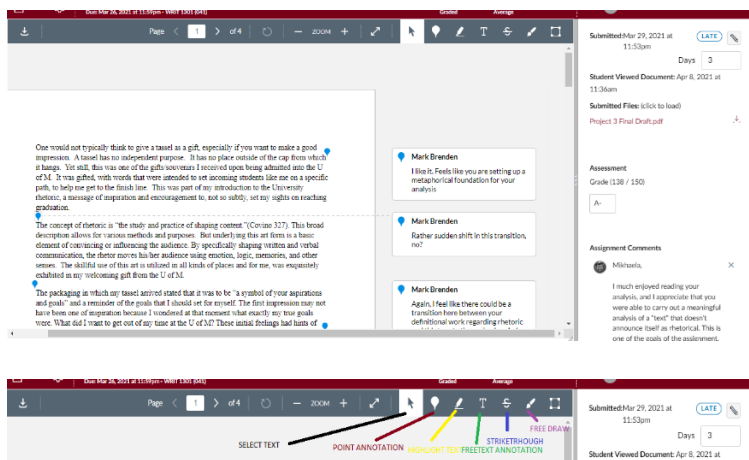 Due: Mar 26, 2021 at 11:59pm - WRIT 1301 (041)
Graded
Average
Page
1
of 4
ZOOM
T
S
Submitted:Mar 29, 2021 at
11:53pm
LATE
Days 3
Student Viewed Document: Apr 8, 2021 at
11:36am
Submitted Files: (click to load)
Project 3 Final Draft.pdf
Assessment
Grade (138 / 150)
A-
Assignment Comments
Mikhaela,
I much enjoyed reading your
analysis, and I appreciate that you
were able to carry out a meaningful
analysis of a "text" that doesn't
announce itself as rhetorical. This is
one of the goals of the assignment.
One would not typically think to give a tassel as a gift, especially if you want to make a good
impression. A tassel has no independent purpose. It has no place outside of the cap from which
it hangs. Yet still, this was one of the gifts/souvenirs I received upon being admitted into the U
of M. It was gifted, with words that were intended to set incoming students like me on a specific
path, to help me get to the finish line. This was part of my introduction to the University
rhetoric, a message of inspiration and encouragement to, not so subtly, set my sights on reaching
graduation.
The concept of rhetoric is "the study and practice of shaping content."(Covino 327). This broad
description allows for various methods and purposes. But underlying this art form is a basic
element of convincing or influencing the audience. By specifically shaping written and verbal
communication, the rhetor moves his/her audience using emotion, logic, memories, and other
senses. The skillful use of this art is utilized in all kinds of places and for me, was exquisitely
exhibited in my welcoming gift from the U of M.
The packaging in which my tassel arrived stated that it was to be "a symbol of your aspirations
and goals" and a reminder of the goals that I should set for myself. The first impression may not
have been one of inspiration because I wondered at that moment what exactly my true goals
were. What did I want to get out of my time at the U of M? These initial feelings had hints of
Mark Brenden
I like it. Feels like you are setting up a
metaphorical foundation for your
analysis
Mark Brenden
Rather sudden shift in this transition,
no?
Mark Brenden
Again, I feel like there could be a
transition here between your
definitional work regarding rhetoric
Due: Mar 26, 2021 at 11:59pm - WRIT 1301 (041)
Graded
Average
Page
1
of 4
ZOOM
T
S
SELECT TEXT
POINT ANNOTATION
HIGHLIGHT TEXT
FREETEXT ANNOTATION
STRIKETRHOUGH
FREE DRAW
Submitted:Mar 29, 2021 at
11:53pm
LATE
Days 3
Student Viewed Document: Apr 8, 2021 at